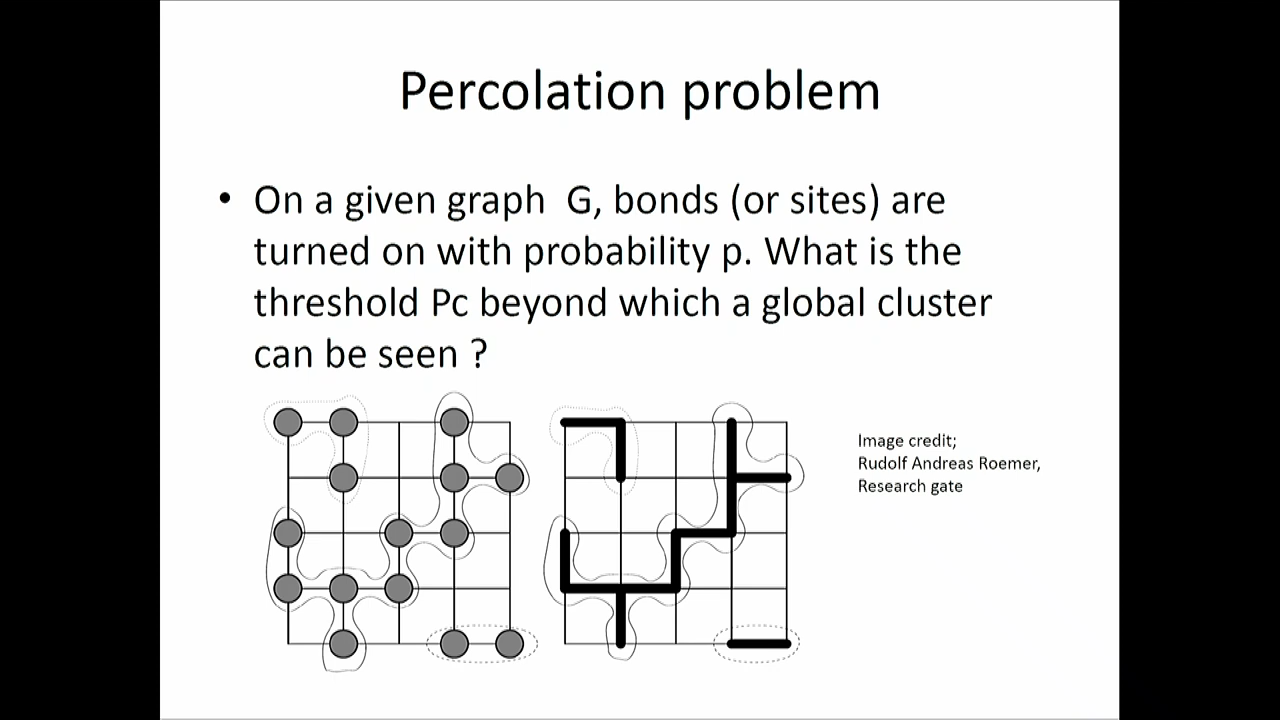 Percolation problem
• On a given graph G, bonds (or sites) are
turned on with probability p. What is the
threshold Pc beyond which a global cluster
can be seen ?
Image credit;
Rudolf Andreas Roemer,
Research gate